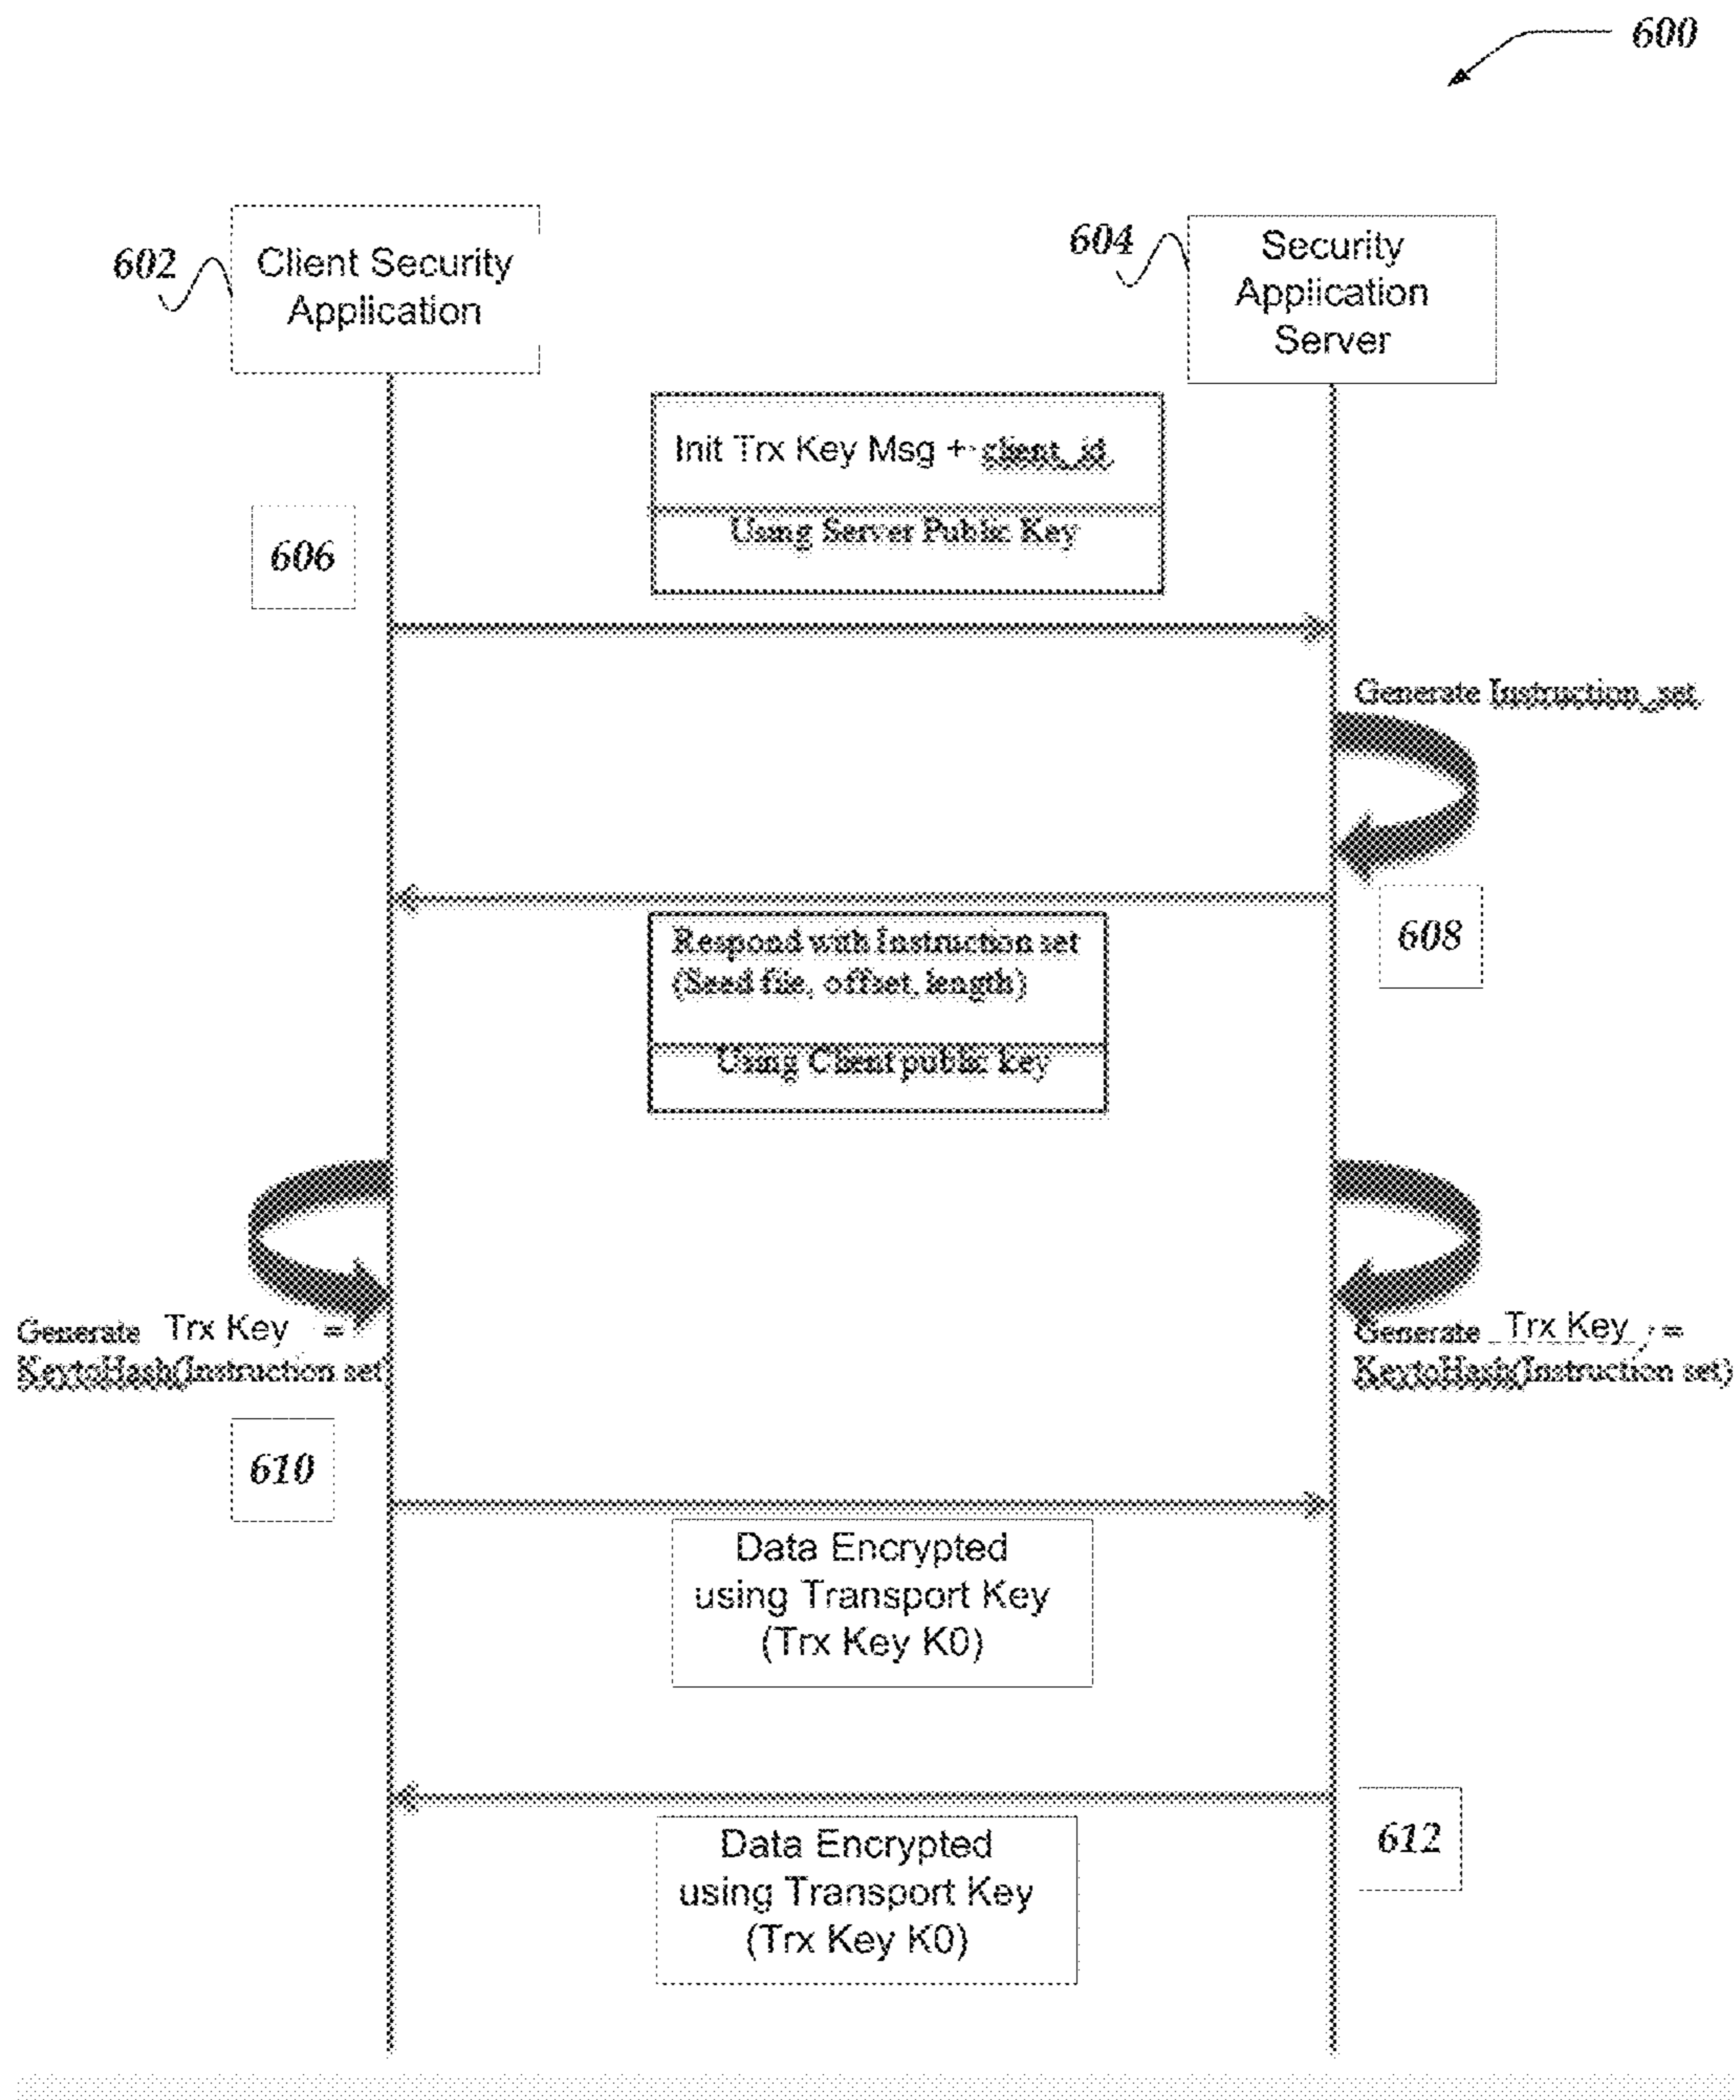 600
602
Client Security
Application
604
Security
Application
Server
Init Trx Key Msg + client_id
Using Server Public Key
606
Generate Instruction_set
608
Respond with Instruction set
(Seed file, offset, length)
Using Client public key
Generate Trx Key =
KeytoHash(Instruction set
Generate Trx Key =
KeytoHash(Instruction set)
610
Data Encrypted
using Transport Key
(Trx Key K0)
612
Data Encrypted
using Transport Key
(Trx Key K0)